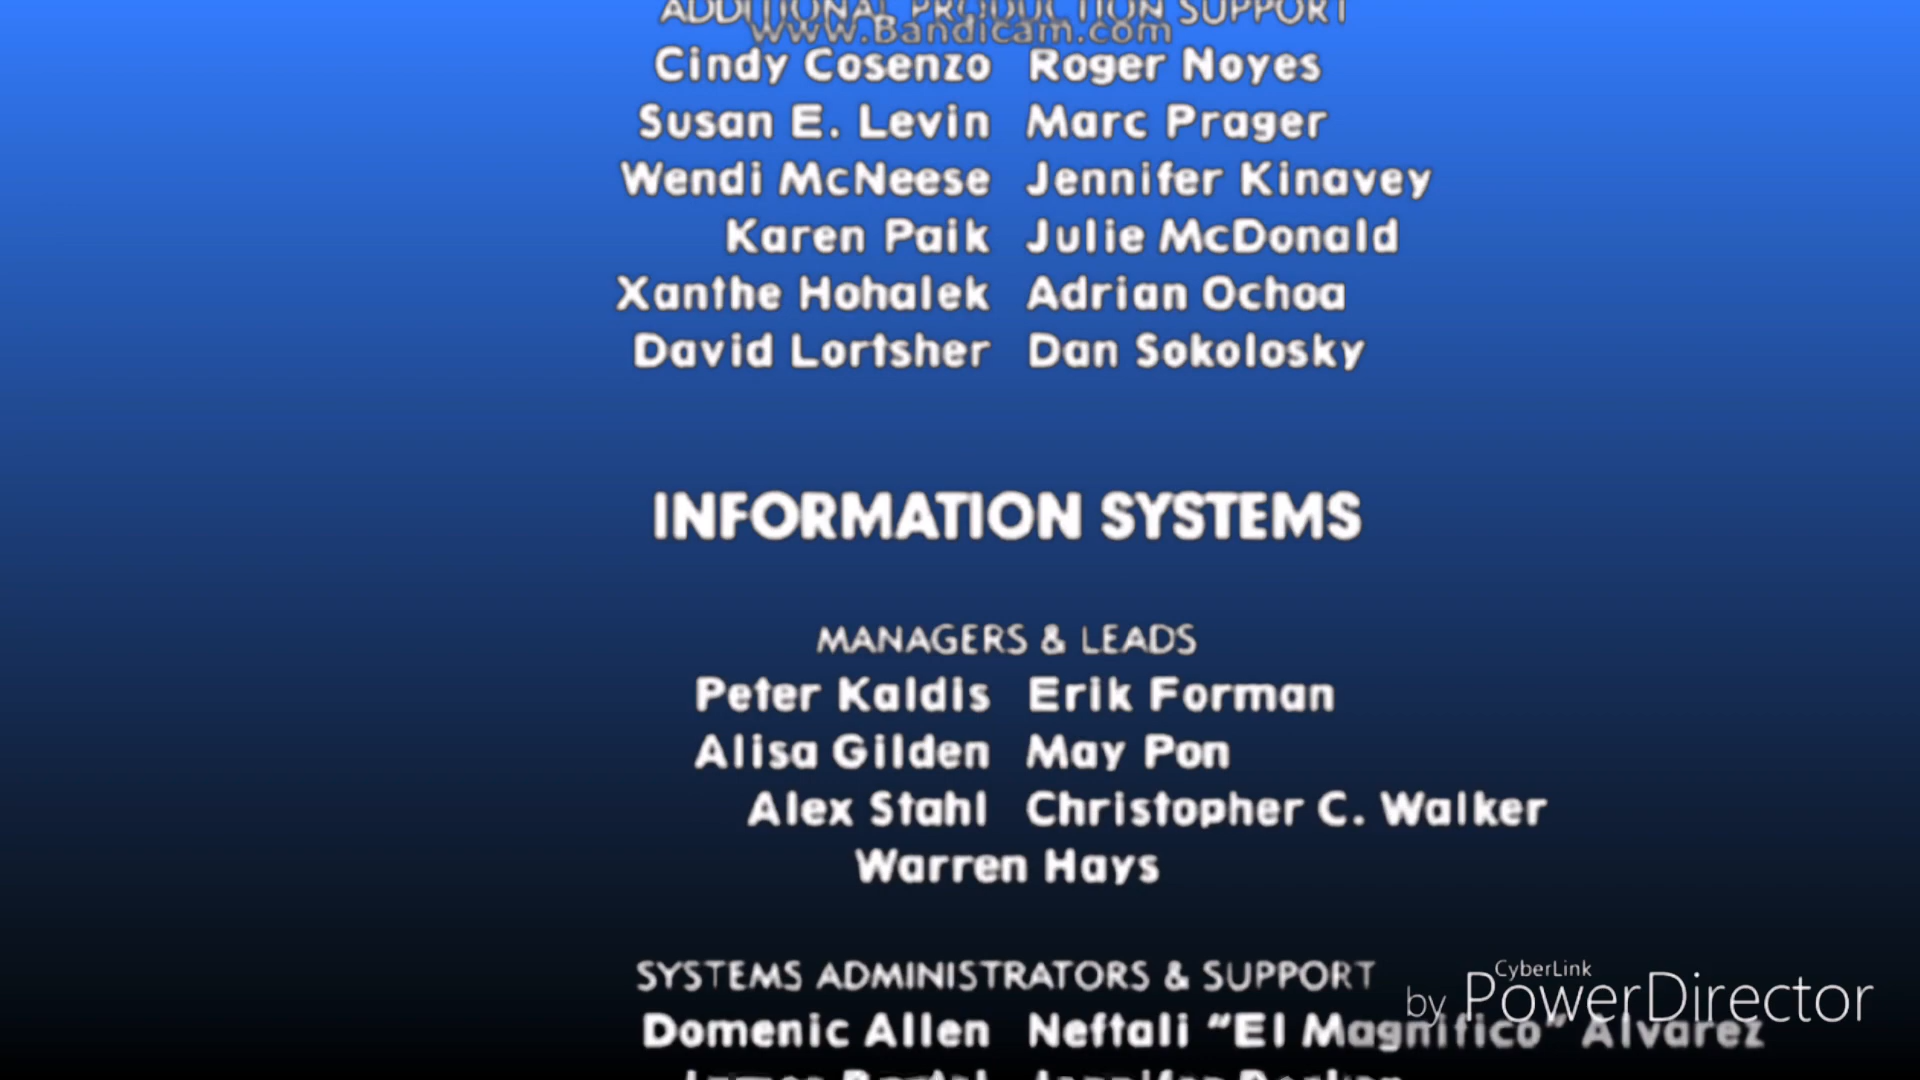 ADDITIONAL PRODUCTION SUPPORT
www.Bandicam.com
Cindy Cosenzo Roger Noyes
Susan E. Levin Marc Prager
Wendi McNeese Jennifer Kinavey
Karen Paik Julie McDonald
Xanthe Hohalek Adrian Ochoa
David Lortsher Dan Sokolosky
INFORMATION SYSTEMS
MANAGERS & LEADS
Peter Kaldis Erik Forman
Alisa Gilden May Pon
Alex Stahl Christopher C. Walker
Warren Hays
SYSTEMS ADMINISTRATORS & SUPPORT
CyberLink
by PowerDirector
Domenic Allen Neftali “El Magnifico” Alvarez